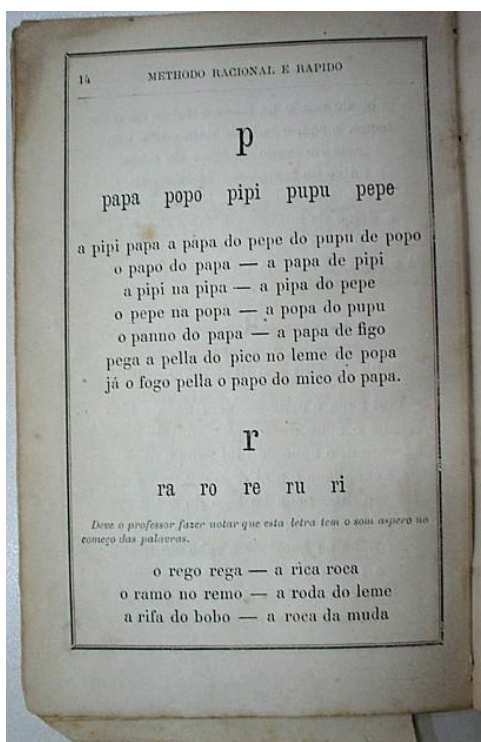 14 METHODO RACIONAL E RAPIDO
p
papa popo pipi pupu pepe
a pipi papa a papa do pepe do pupu de popo
o papo do papa — a papa de pipi
a pipi na pipa — a pipa do pepe
o pepe na popa — a popa do pupu
o panno do papa — a papa de figo
pega a pella do pico no leme de popa
já o fogo pella o papo do mico do papa.
r
ra ro re ru ri
Deve o professor fazer notar que esta letra tem o som aspero no
começo das palavras.
o rego rega — a rica roca
o ramo no remo — a roda do leme
a rifa do bobo — a roca da muda